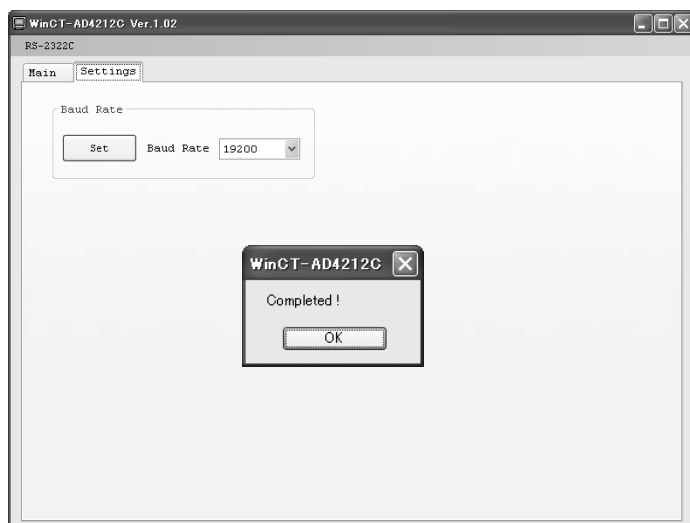 WinCT-AD4212C Ver.1.02
RS-2322C
Main Settings
Baud Rate
Set Baud Rate 19200
WinCT-AD4212C
Completed !
OK